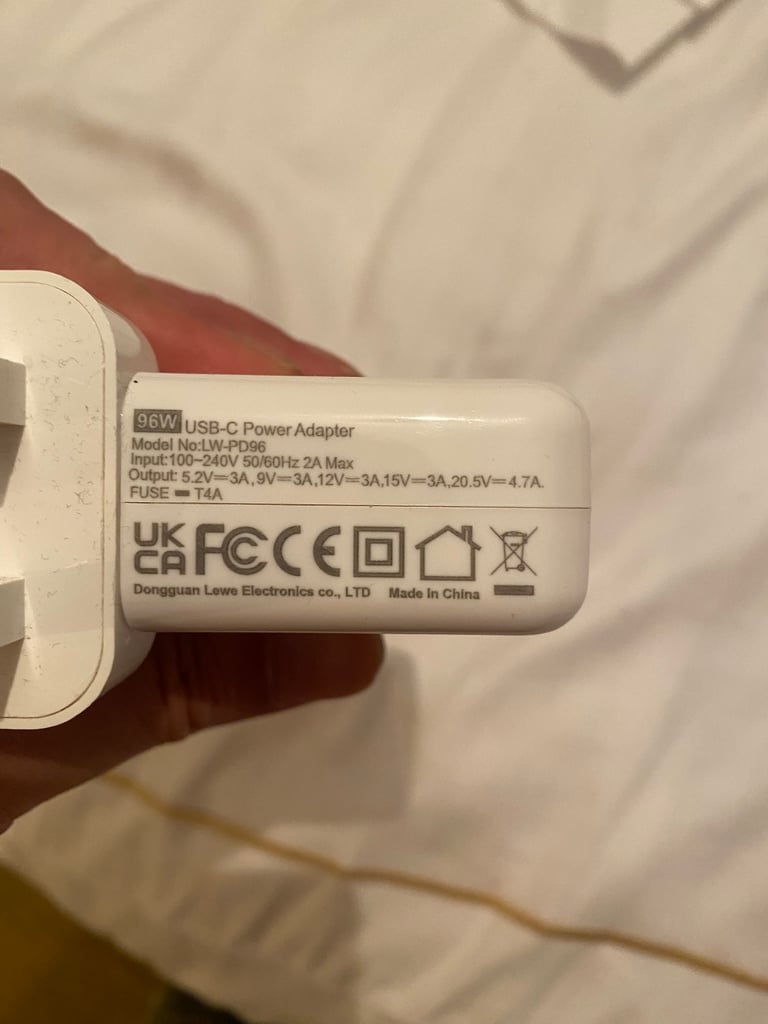 96W USB-C Power Adapter
Model No:LW-PD96
Input:100~240V 50/60Hz 2A Max
Output: 5.2V⎓3A,9V⎓3A,12V⎓3A,15V⎓3A,20.5V⎓4.7A.
FUSE T4A
UK
CA FC CE
Dongguan Lewe Electronics co., LTD Made In China